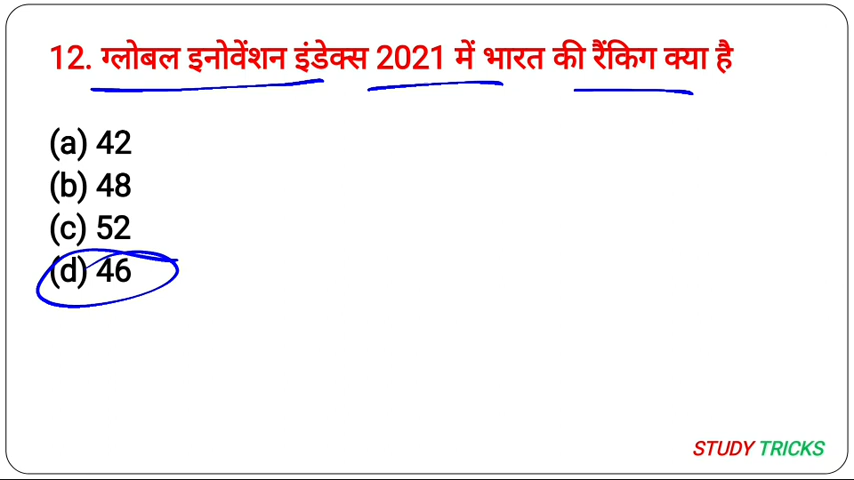 12. ग्लोबल इनोवेंशन इंडेक्स 2021 में भारत की रैंकिग क्या है
(a) 42
(b) 48
(c) 52
(d) 46
STUDY TRICKS